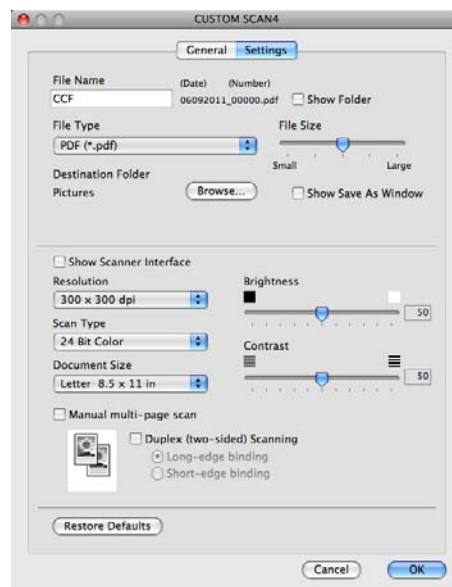 CUSTOM SCAN4
General Settings
File Name
(Date) (Number)
CCF
06092011_00000.pdf
Show Folder
File Type
File Size
PDF (*.pdf)
Small Large
Destination Folder
Pictures
Browse...
Show Save As Window
Show Scanner Interface
Resolution
Brightness
300 x 300 dpi
50
Scan Type
24 Bit Color
Contrast
Document Size
50
Letter 8.5 x 11 in
Manual multi-page scan
Duplex (two-sided) Scanning
Long-edge binding
Short-edge binding
Restore Defaults
Cancel OK